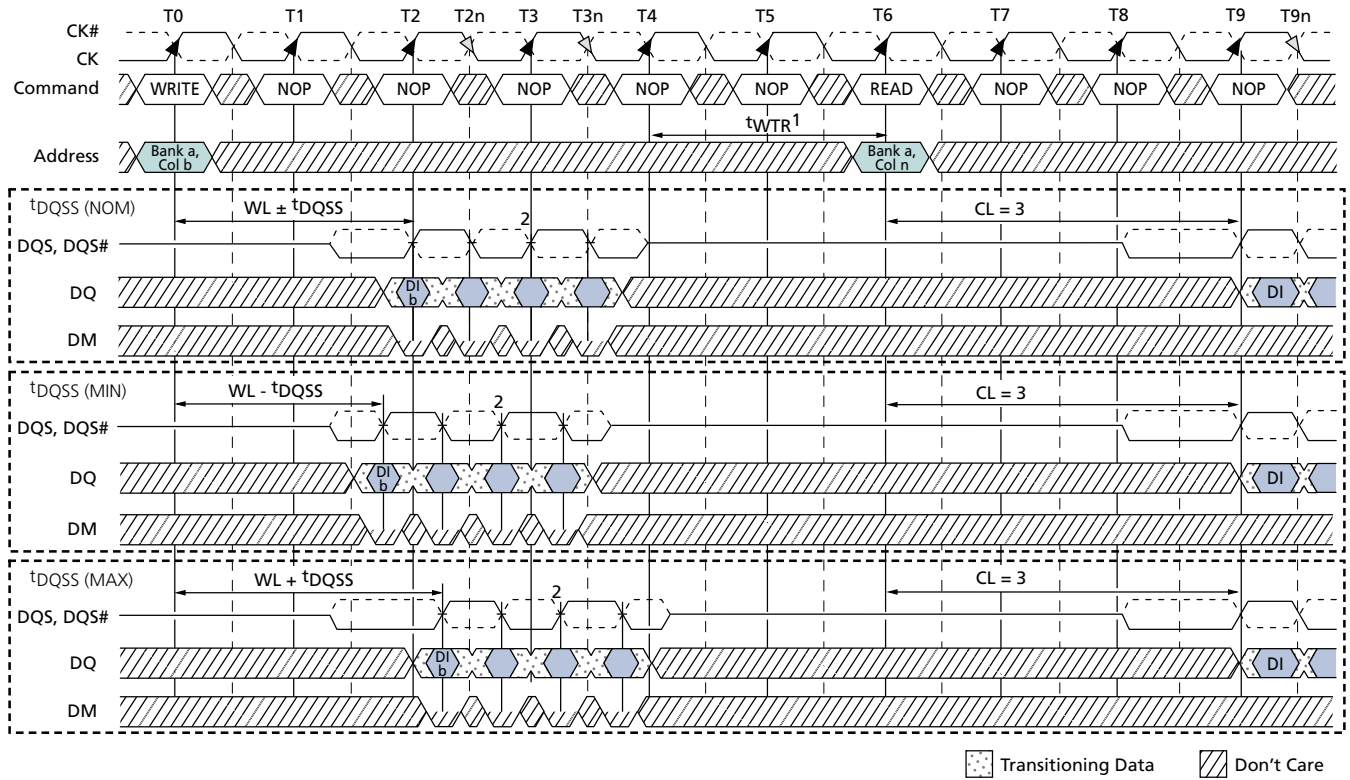 T0 T1 T2 T2n T3 T3n T4 T5 T6 T7 T8 T9 T9n
CK#
CK
Command WRITE NOP NOP NOP NOP NOP READ NOP NOP NOP
tWTR1
Address Bank a, Col b Bank a, Col n
tDQSS (NOM) WL ± tDQSS 2 CL = 3
DQS, DQS#
DQ DI b DI
DM
tDQSS (MIN) WL - tDQSS 2 CL = 3
DQS, DQS#
DQ DI b DI
DM
tDQSS (MAX) WL + tDQSS 2 CL = 3
DQS, DQS#
DQ DI b DI
DM
Transitioning Data Don't Care